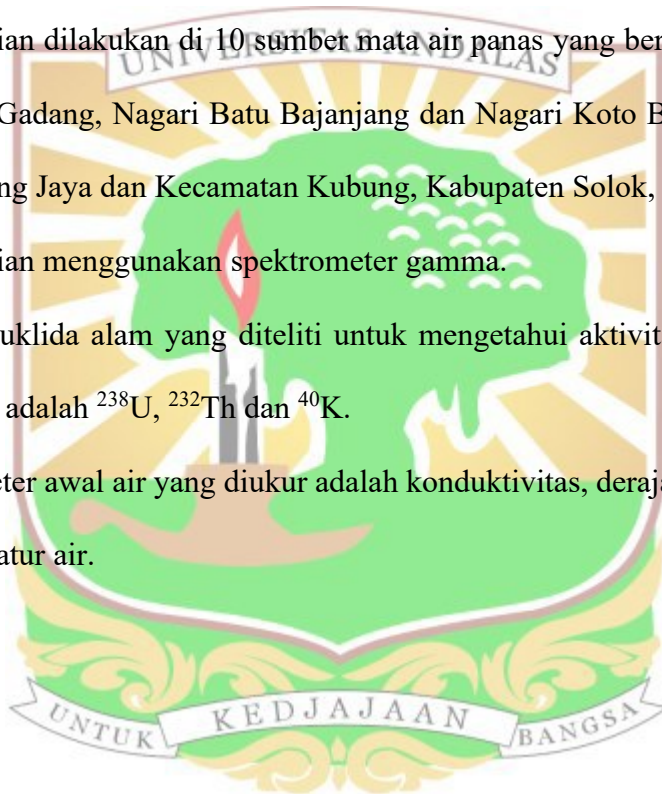 ian dilakukan di 10 sumber mata air panas yang ber
UNIVERSITAS ANDALAS
Gadang, Nagari Batu Bajanjang dan Nagari Koto B
ng Jaya dan Kecamatan Kubung, Kabupaten Solok,
ian menggunakan spektrometer gamma.
uklida alam yang diteliti untuk mengetahui aktivita
adalah ²³⁸U, ²³²Th dan ⁴⁰K.
eter awal air yang diukur adalah konduktivitas, deraja
atur air.
UNTUK KEDJAJAAN BANGSA